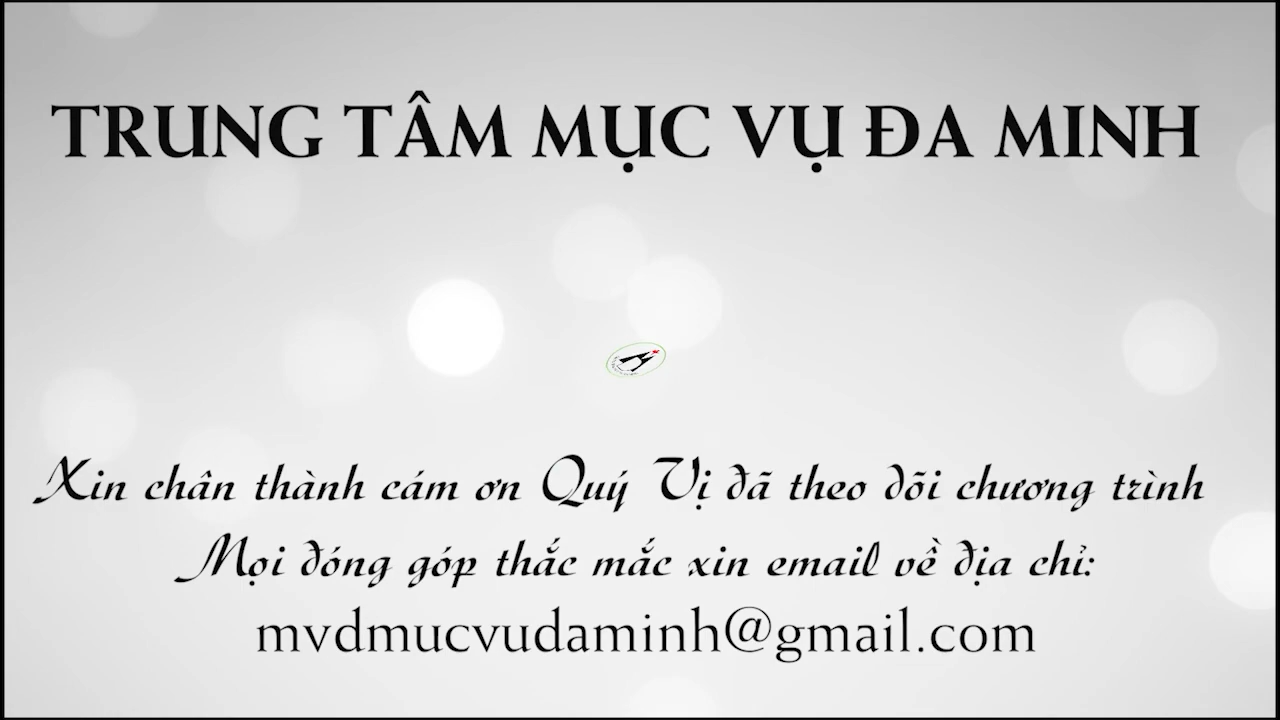 TRUNG TÂM MỤC VỤ ĐA MINH
Xin chân thành cám ơn Quý Vị đã theo dõi chương trình
Mọi đóng góp thắc mắc xin email về địa chỉ:
mvdmucvudaminh@gmail.com